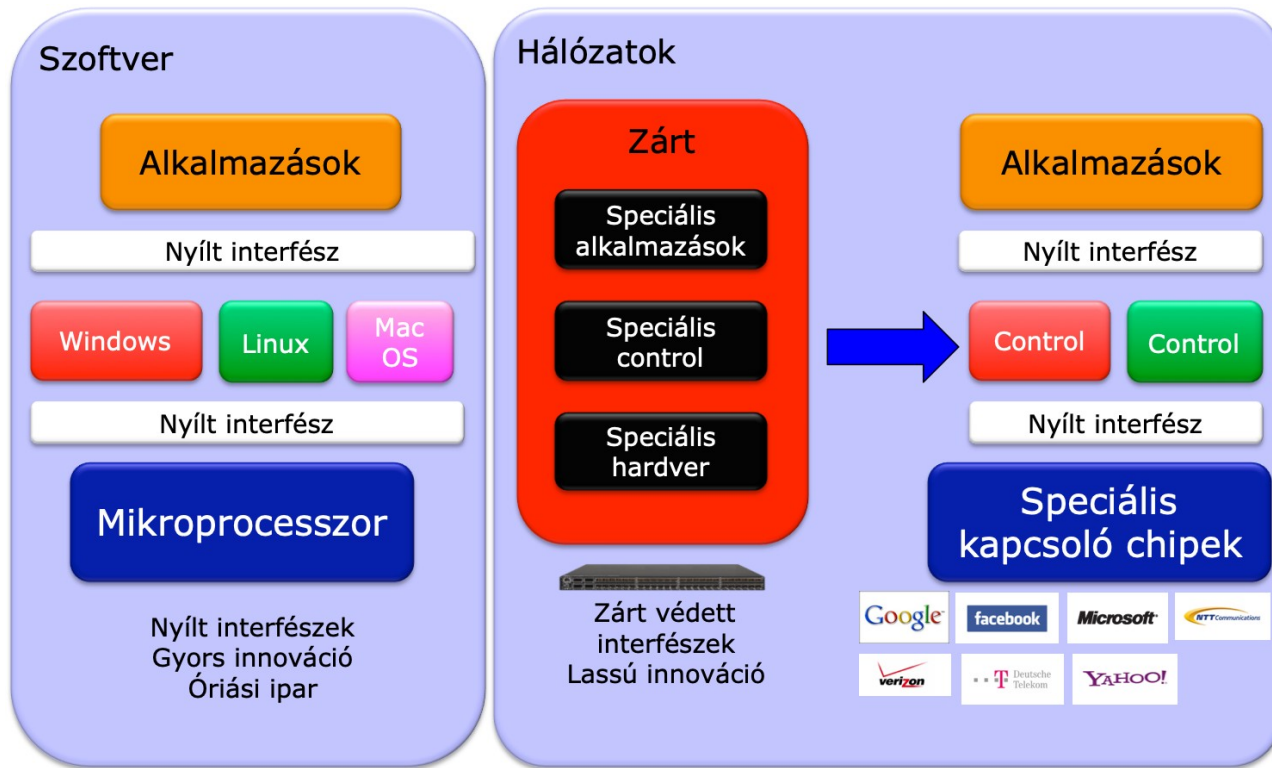 Szoftver
Alkalmazások
Nyílt interfész
Windows
Linux
Mac
OS
Nyílt interfész
Mikroprocesszor
Nyílt interfészek
Gyors innováció
Óriási ipar
Hálózatok
Zárt
Speciális
alkalmazások
Speciális
control
Speciális
hardver
Zárt védett
interfészek
Lassú innováció
Alkalmazások
Nyílt interfész
Control
Control
Nyílt interfész
Speciális
kapcsoló chipek
Google
facebook
Microsoft
NTT Communications
verizon
T Deutsche
Telekom
YAHOO!